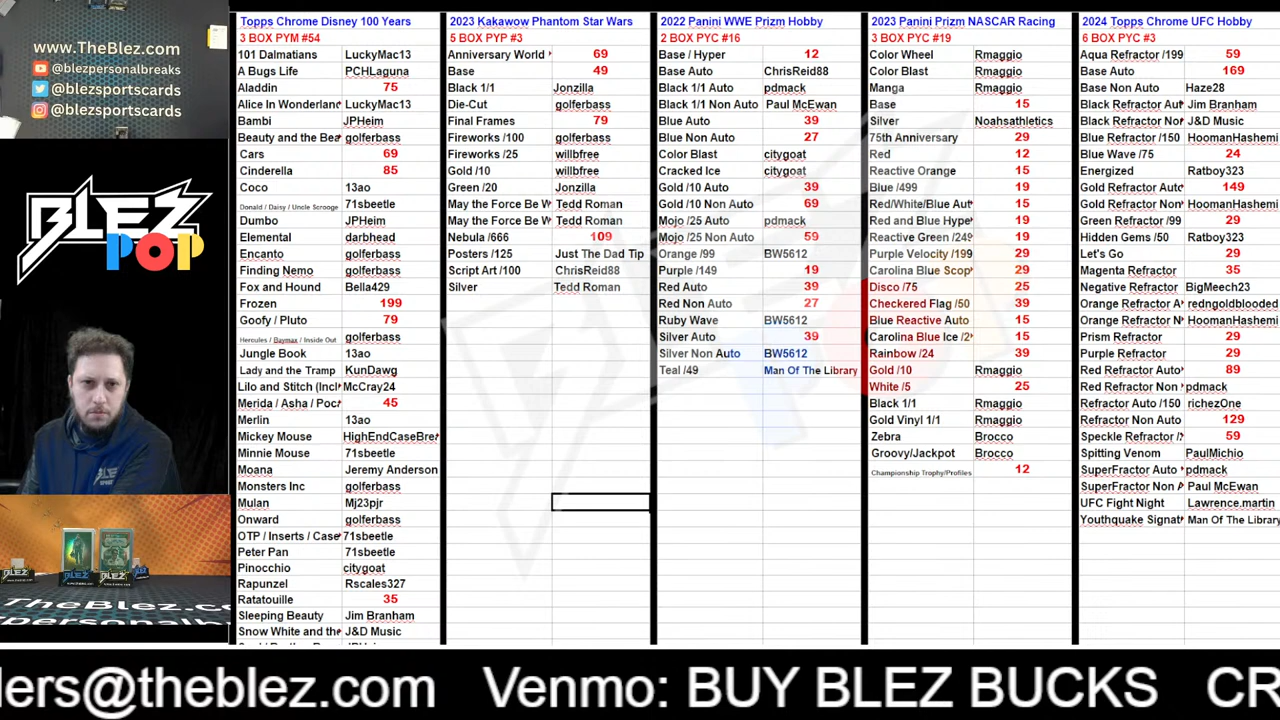 www.TheBlez.com
@blezpersonalbreaks
@blezsportscards
BLEZ
POP
Topps Chrome Disney 100 Years
3 BOX PYM #54
101 Dalmatians LuckyMac13
A Bugs Life PCHLaguna
Aladdin 75
Alice In Wonderlan LuckyMac13
Bambi JPHeim
Beauty and the Bea golferbass
Cars 69
Cinderella 85
Coco 13ao
Donald / Daisy / Uncle Scrooge 71sbeetle
Dumbo JPHeim
Elemental darbhead
Encanto golferbass
Finding Nemo golferbass
Fox and Hound Bella429
Frozen 199
Goofy / Pluto 79
Hercules / Baymax / Inside Out golferbass
Jungle Book 13ao
Lady and the Tramp KunDawg
Lilo and Stitch (Incl McCray24
Merida / Asha / Poc 45
Merlin 13ao
Mickey Mouse HighEndCaseBre
Minnie Mouse 71sbeetle
Moana Jeremy Anderson
Monsters Inc golferbass
Mulan Mj23pjr
Onward golferbass
OTP / Inserts / Case 71sbeetle
Peter Pan 71sbeetle
Pinocchio citygoat
Rapunzel Rscales327
Ratatouille 35
Sleeping Beauty Jim Branham
Snow White and the J&D Music
2023 Kakawow Phantom Star Wars
5 BOX PYP #3
Anniversary World 69
Base 49
Black 1/1 Jonzilla
Die-Cut golferbass
Final Frames 79
Fireworks /100 golferbass
Fireworks /25 willbfree
Gold /10 willbfree
Green /20 Jonzilla
May the Force Be W Tedd Roman
May the Force Be W Tedd Roman
Nebula /666 109
Posters /125 Just The Dad Tip
Script Art /100 ChrisReid88
Silver Tedd Roman
2022 Panini WWE Prizm Hobby
2 BOX PYC #16
Base / Hyper 12
Base Auto ChrisReid88
Black 1/1 Auto pdmack
Black 1/1 Non Auto Paul McEwan
Blue Auto 39
Blue Non Auto 27
Color Blast citygoat
Cracked Ice citygoat
Gold /10 Auto 39
Gold /10 Non Auto 69
Mojo /25 Auto pdmack
Mojo /25 Non Auto 59
Orange /99 BW5612
Purple /149 19
Red Auto 39
Red Non Auto 27
Ruby Wave BW5612
Silver Auto 39
Silver Non Auto BW5612
Teal /49 Man Of The Library
2023 Panini Prizm NASCAR Racing
3 BOX PYC #19
Color Wheel Rmaggio
Color Blast Rmaggio
Manga Rmaggio
Base 15
Silver Noahsathletics
75th Anniversary 29
Red 12
Reactive Orange 15
Blue /499 19
Red/White/Blue Aut 15
Red and Blue Hype 19
Reactive Green /249 19
Purple Velocity /199 29
Carolina Blue Scop 29
Disco /75 25
Checkered Flag /50 39
Blue Reactive Auto 15
Carolina Blue Ice /2 15
Rainbow /24 39
Gold /10 Rmaggio
White /5 25
Black 1/1 Rmaggio
Gold Vinyl 1/1 Rmaggio
Zebra Brocco
Groovy/Jackpot Brocco
Championship Trophy/Profiles 12
2024 Topps Chrome UFC Hobby
6 BOX PYC #3
Aqua Refractor /199 59
Base Auto 169
Base Non Auto Haze28
Black Refractor Au Jim Branham
Black Refractor No J&D Music
Blue Refractor /150 HoomanHashemi
Blue Wave /75 24
Energized Ratboy323
Gold Refractor Aut 149
Gold Refractor Non HoomanHashemi
Green Refractor /99 29
Hidden Gems /50 Ratboy323
Let's Go 29
Magenta Refractor 35
Negative Refractor BigMeech23
Orange Refractor A redngoldblooded
Orange Refractor N HoomanHashemi
Prism Refractor 29
Purple Refractor 29
Red Refractor Auto 89
Red Refractor Non pdmack
Refractor Auto /150 richezOne
Refractor Non Auto 129
Speckle Refractor / 59
Spitting Venom PaulMichio
SuperFractor Auto pdmack
SuperFractor Non A Paul McEwan
UFC Fight Night Lawrence.martin
Youthquake Signat Man Of The Library
lers@theblez.com Venmo: BUY BLEZ BUCKS CR